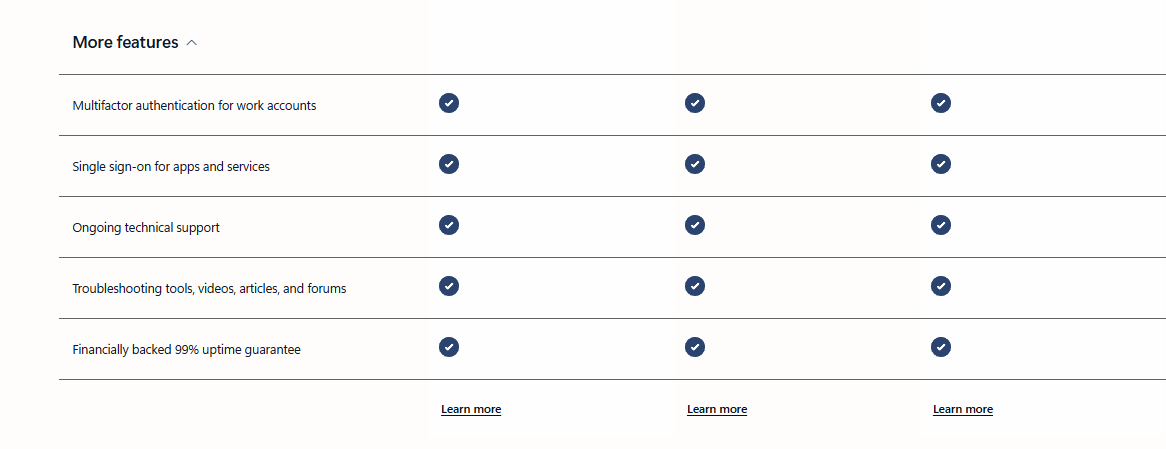 More features
Multifactor authentication for work accounts
Single sign-on for apps and services
Ongoing technical support
Troubleshooting tools, videos, articles, and forums
Financially backed 99% uptime guarantee
Learn more Learn more Learn more